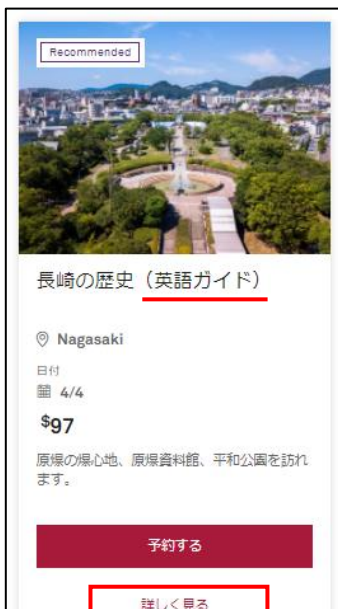 Recommended
長崎の歴史（英語ガイド）
Nagasaki
日付
4/4
$97
原爆の爆心地、原爆資料館、平和公園を訪れ
ます。
予約する
詳しく見る